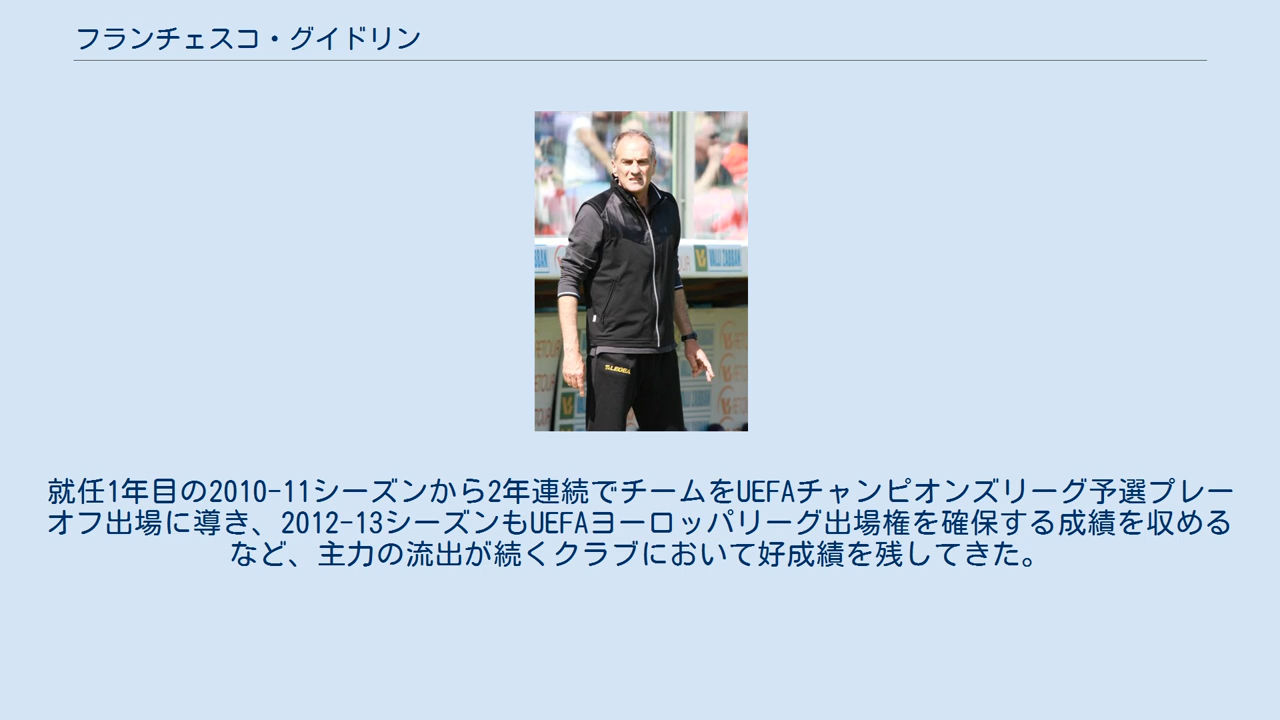 フランチェスコ・グイドリン
VALLI ZABBAN
就任1年目の2010-11シーズンから2年連続でチームをUEFAチャンピオンズリーグ予選プレー
オフ出場に導き、2012-13シーズンもUEFAヨーロッパリーグ出場権を確保する成績を収める
など、主力の流出が続くクラブにおいて好成績を残してきた。